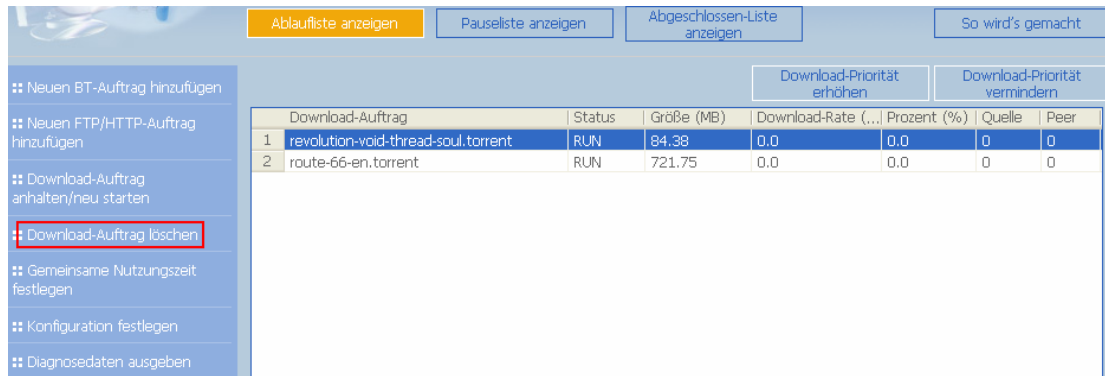 Ablaufliste anzeigen
Pauseliste anzeigen
Abgeschlossen-Liste
anzeigen
So wird's gemacht
Download-Priorität
erhöhen
Download-Priorität
vermindern
Neuen BT-Auftrag hinzufügen
Neuen FTP/HTTP-Auftrag
hinzufügen
Download-Auftrag
anhalten/neu starten
Download-Auftrag löschen
Gemeinsame Nutzungszeit
festlegen
Konfiguration festlegen
Diagnosedaten ausgeben
Download-Auftrag Status Größe (MB) Download-Rate (... Prozent (%) Quelle Peer
1 revolution-void-thread-soul.torrent RUN 84.38 0.0 0.0 0 0
2 route-66-en.torrent RUN 721.75 0.0 0.0 0 0